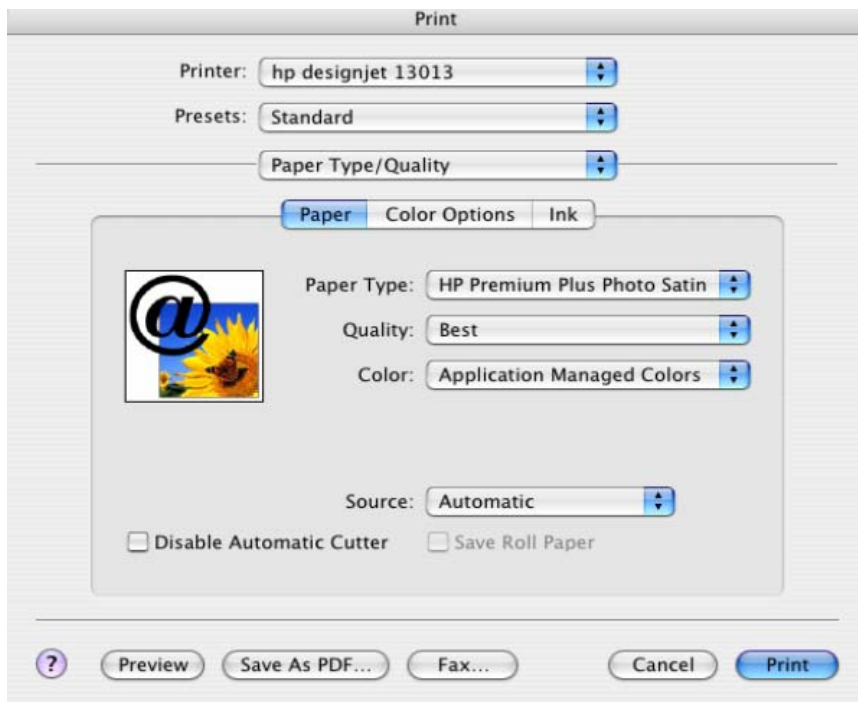 Print
Printer: hp designjet 13013
Presets: Standard
Paper Type/Quality
Paper Color Options Ink
@
Paper Type: HP Premium Plus Photo Satin
Quality: Best
Color: Application Managed Colors
Source: Automatic
Disable Automatic Cutter Save Roll Paper
? Preview Save As PDF... Fax... Cancel Print